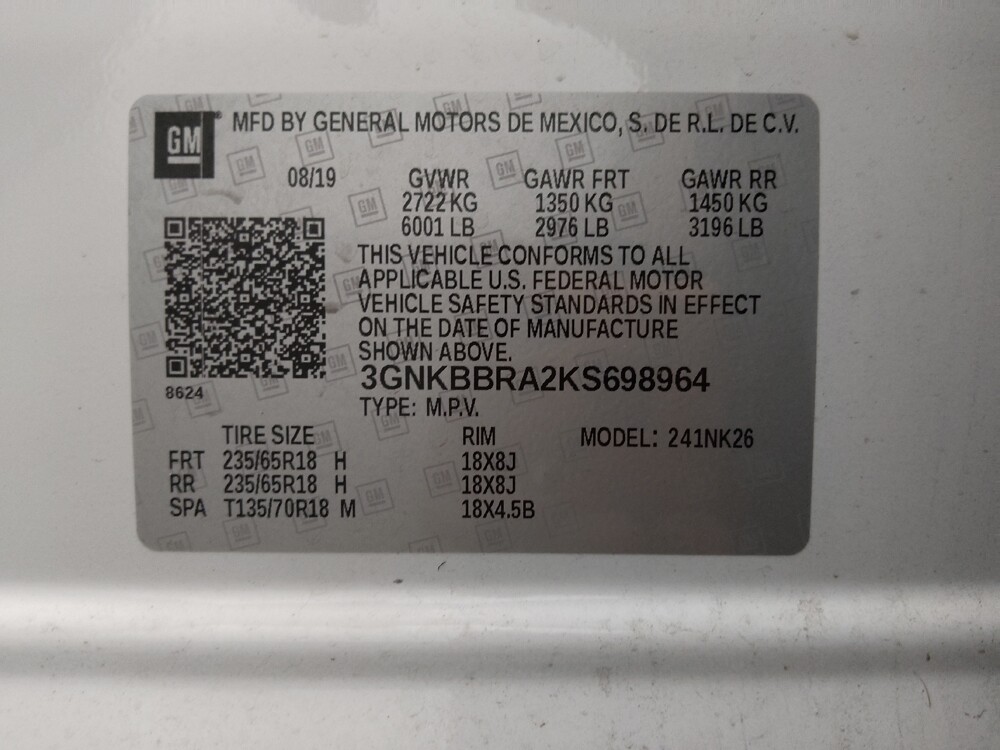 GM MFD BY GENERAL MOTORS DE MEXICO, S. DE R.L. DE C.V.
08/19 GVWR GAWR FRT GAWR RR
2722 KG 1350 KG 1450 KG
6001 LB 2976 LB 3196 LB
THIS VEHICLE CONFORMS TO ALL
APPLICABLE U.S. FEDERAL MOTOR
VEHICLE SAFETY STANDARDS IN EFFECT
ON THE DATE OF MANUFACTURE
SHOWN ABOVE.
3GNKBBRA2KS698964
8624
TYPE: M.P.V.
TIRE SIZE RIM MODEL: 241NK26
FRT 235/65R18 H 18X8J
RR 235/65R18 H 18X8J
SPA T135/70R18 M 18X4.5B